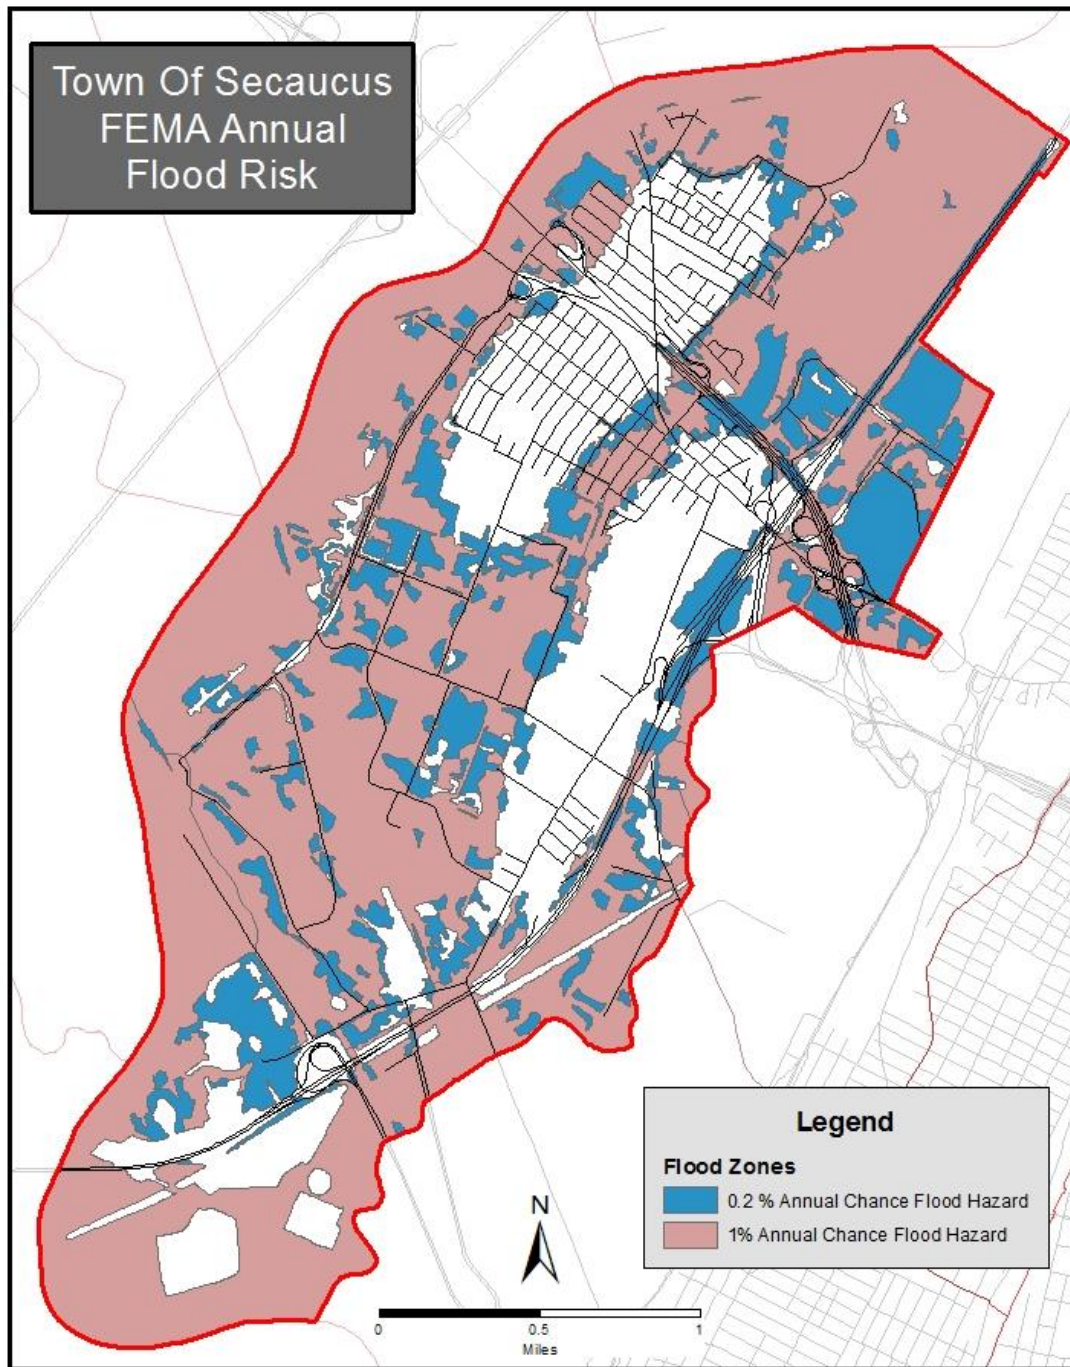 Town Of Secaucus
FEMA Annual
Flood Risk
Legend
Flood Zones
0.2 % Annual Chance Flood Hazard
1% Annual Chance Flood Hazard
N
0 0.5 1
Miles